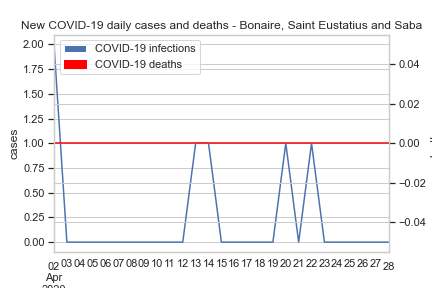 New COVID-19 daily cases and deaths - Bonaire, Saint Eustatius and Saba
COVID-19 infections
COVID-19 deaths
2.00
1.75
1.50
1.25
1.00
0.75
0.50
0.25
0.00
cases
0.04
0.02
0.00
−0.02
−0.04
02 03 04 05 06 07 08 09 10 11 12 13 14 15 16 17 18 19 20 21 22 23 24 25 26 27 28
Apr
2020